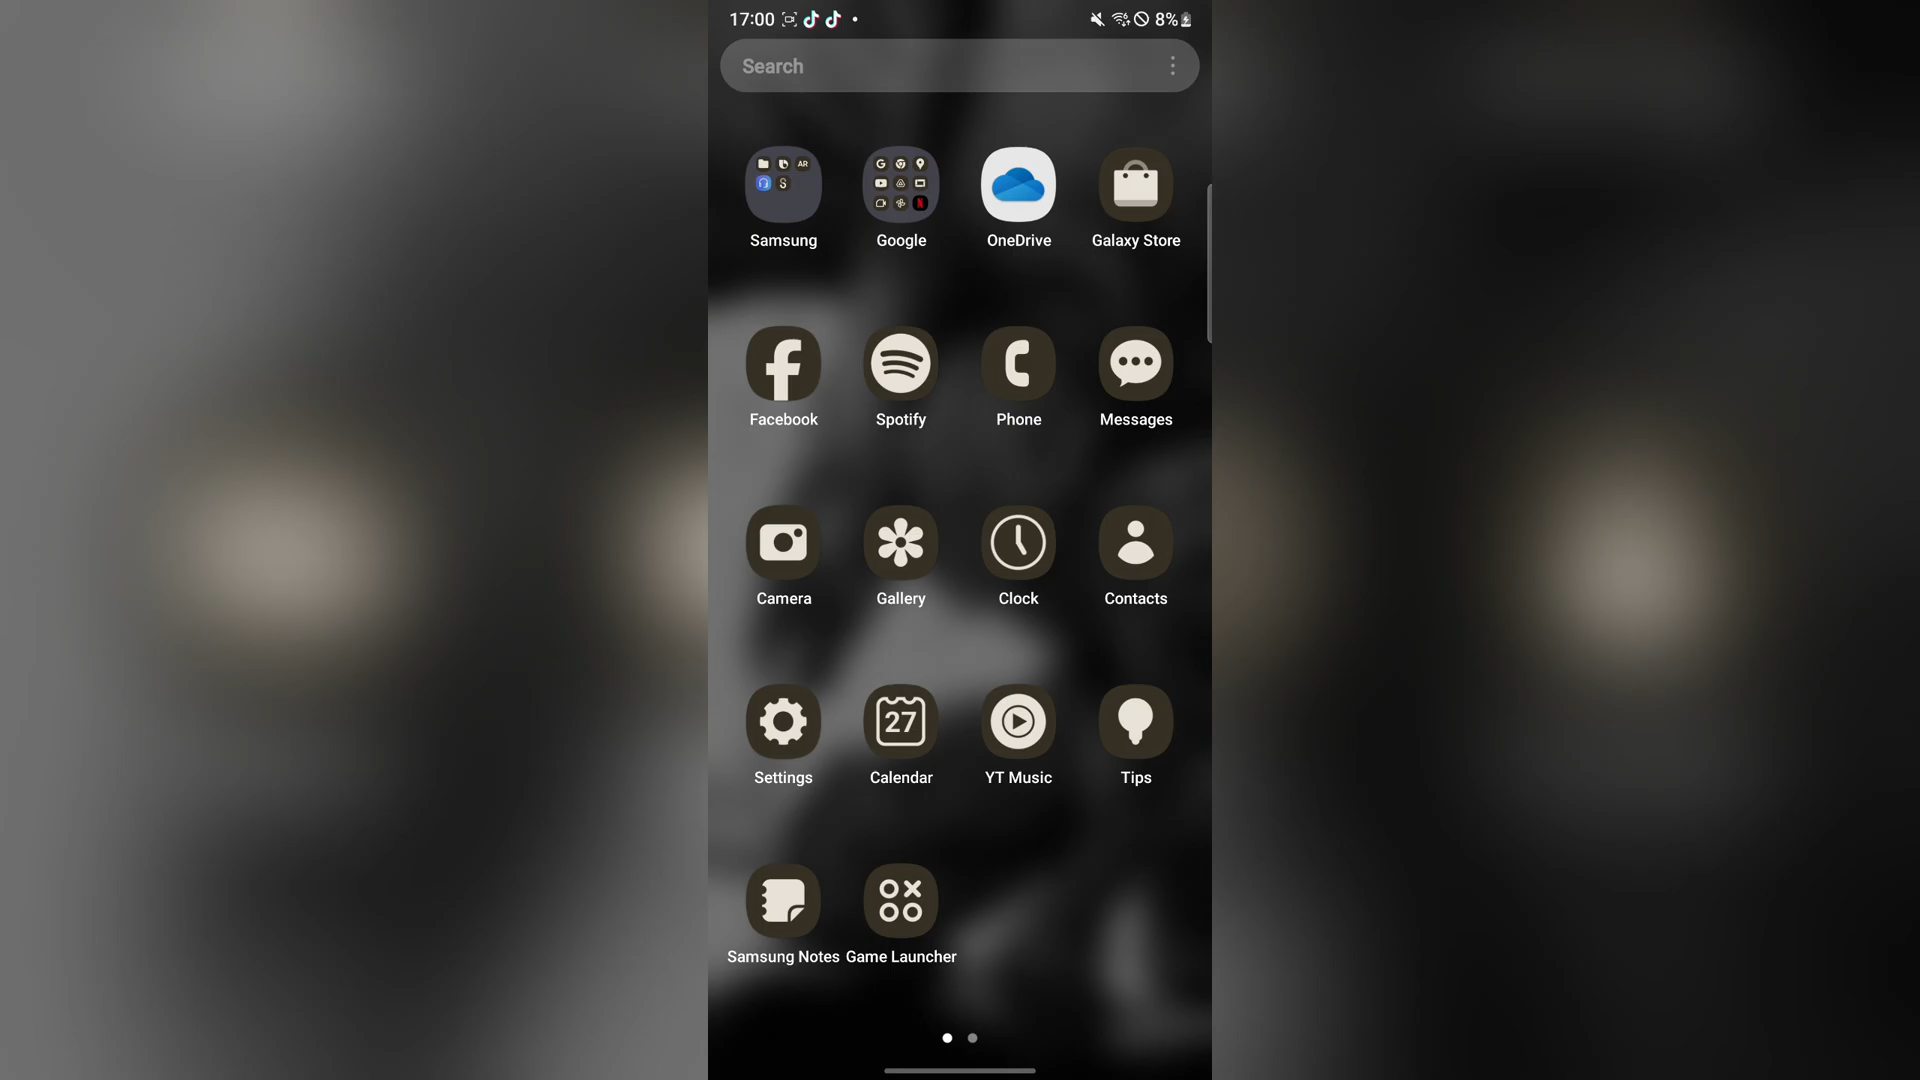 17:00 8%
Search
AR
G
S
N
Samsung Google OneDrive Galaxy Store
Facebook Spotify Phone Messages
Camera Gallery Clock Contacts
27
Settings Calendar YT Music Tips
Samsung Notes Game Launcher